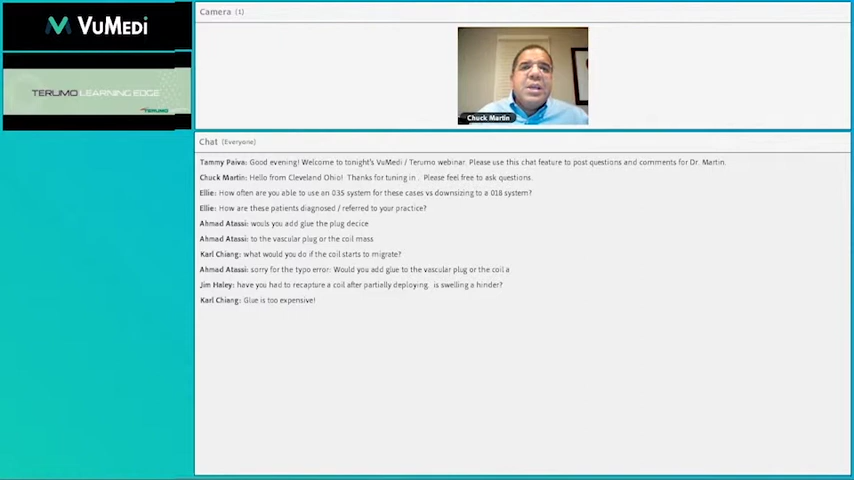 VUMEDI
TERUMO LEARNING EDGE
TERUMO
Camera (1)
Chuck Martin
Chat (Everyone)
Tammy Paiva: Good evening! Welcome to tonight's VuMedi / Terumo webinar. Please use this chat feature to post questions and comments for Dr. Martin.
Chuck Martin: Hello from Cleveland Ohio! Thanks for tuning in . Please feel free to ask questions.
Ellie: How often are you able to use an 035 system for these cases vs downsizing to a 018 system?
Ellie: How are these patients diagnosed / referred to your practice?
Ahmad Atassi: wouls you add glue the plug decice
Ahmad Atassi: to the vascular plug or the coil mass
Karl Chiang: what would you do if the coil starts to migrate?
Ahmad Atassi: sorry for the typo error: Would you add glue to the vascular plug or the coil a
Jim Haley: have you had to recapture a coil after partially deploying. is swelling a hinder?
Karl Chiang: Glue is too expensive!